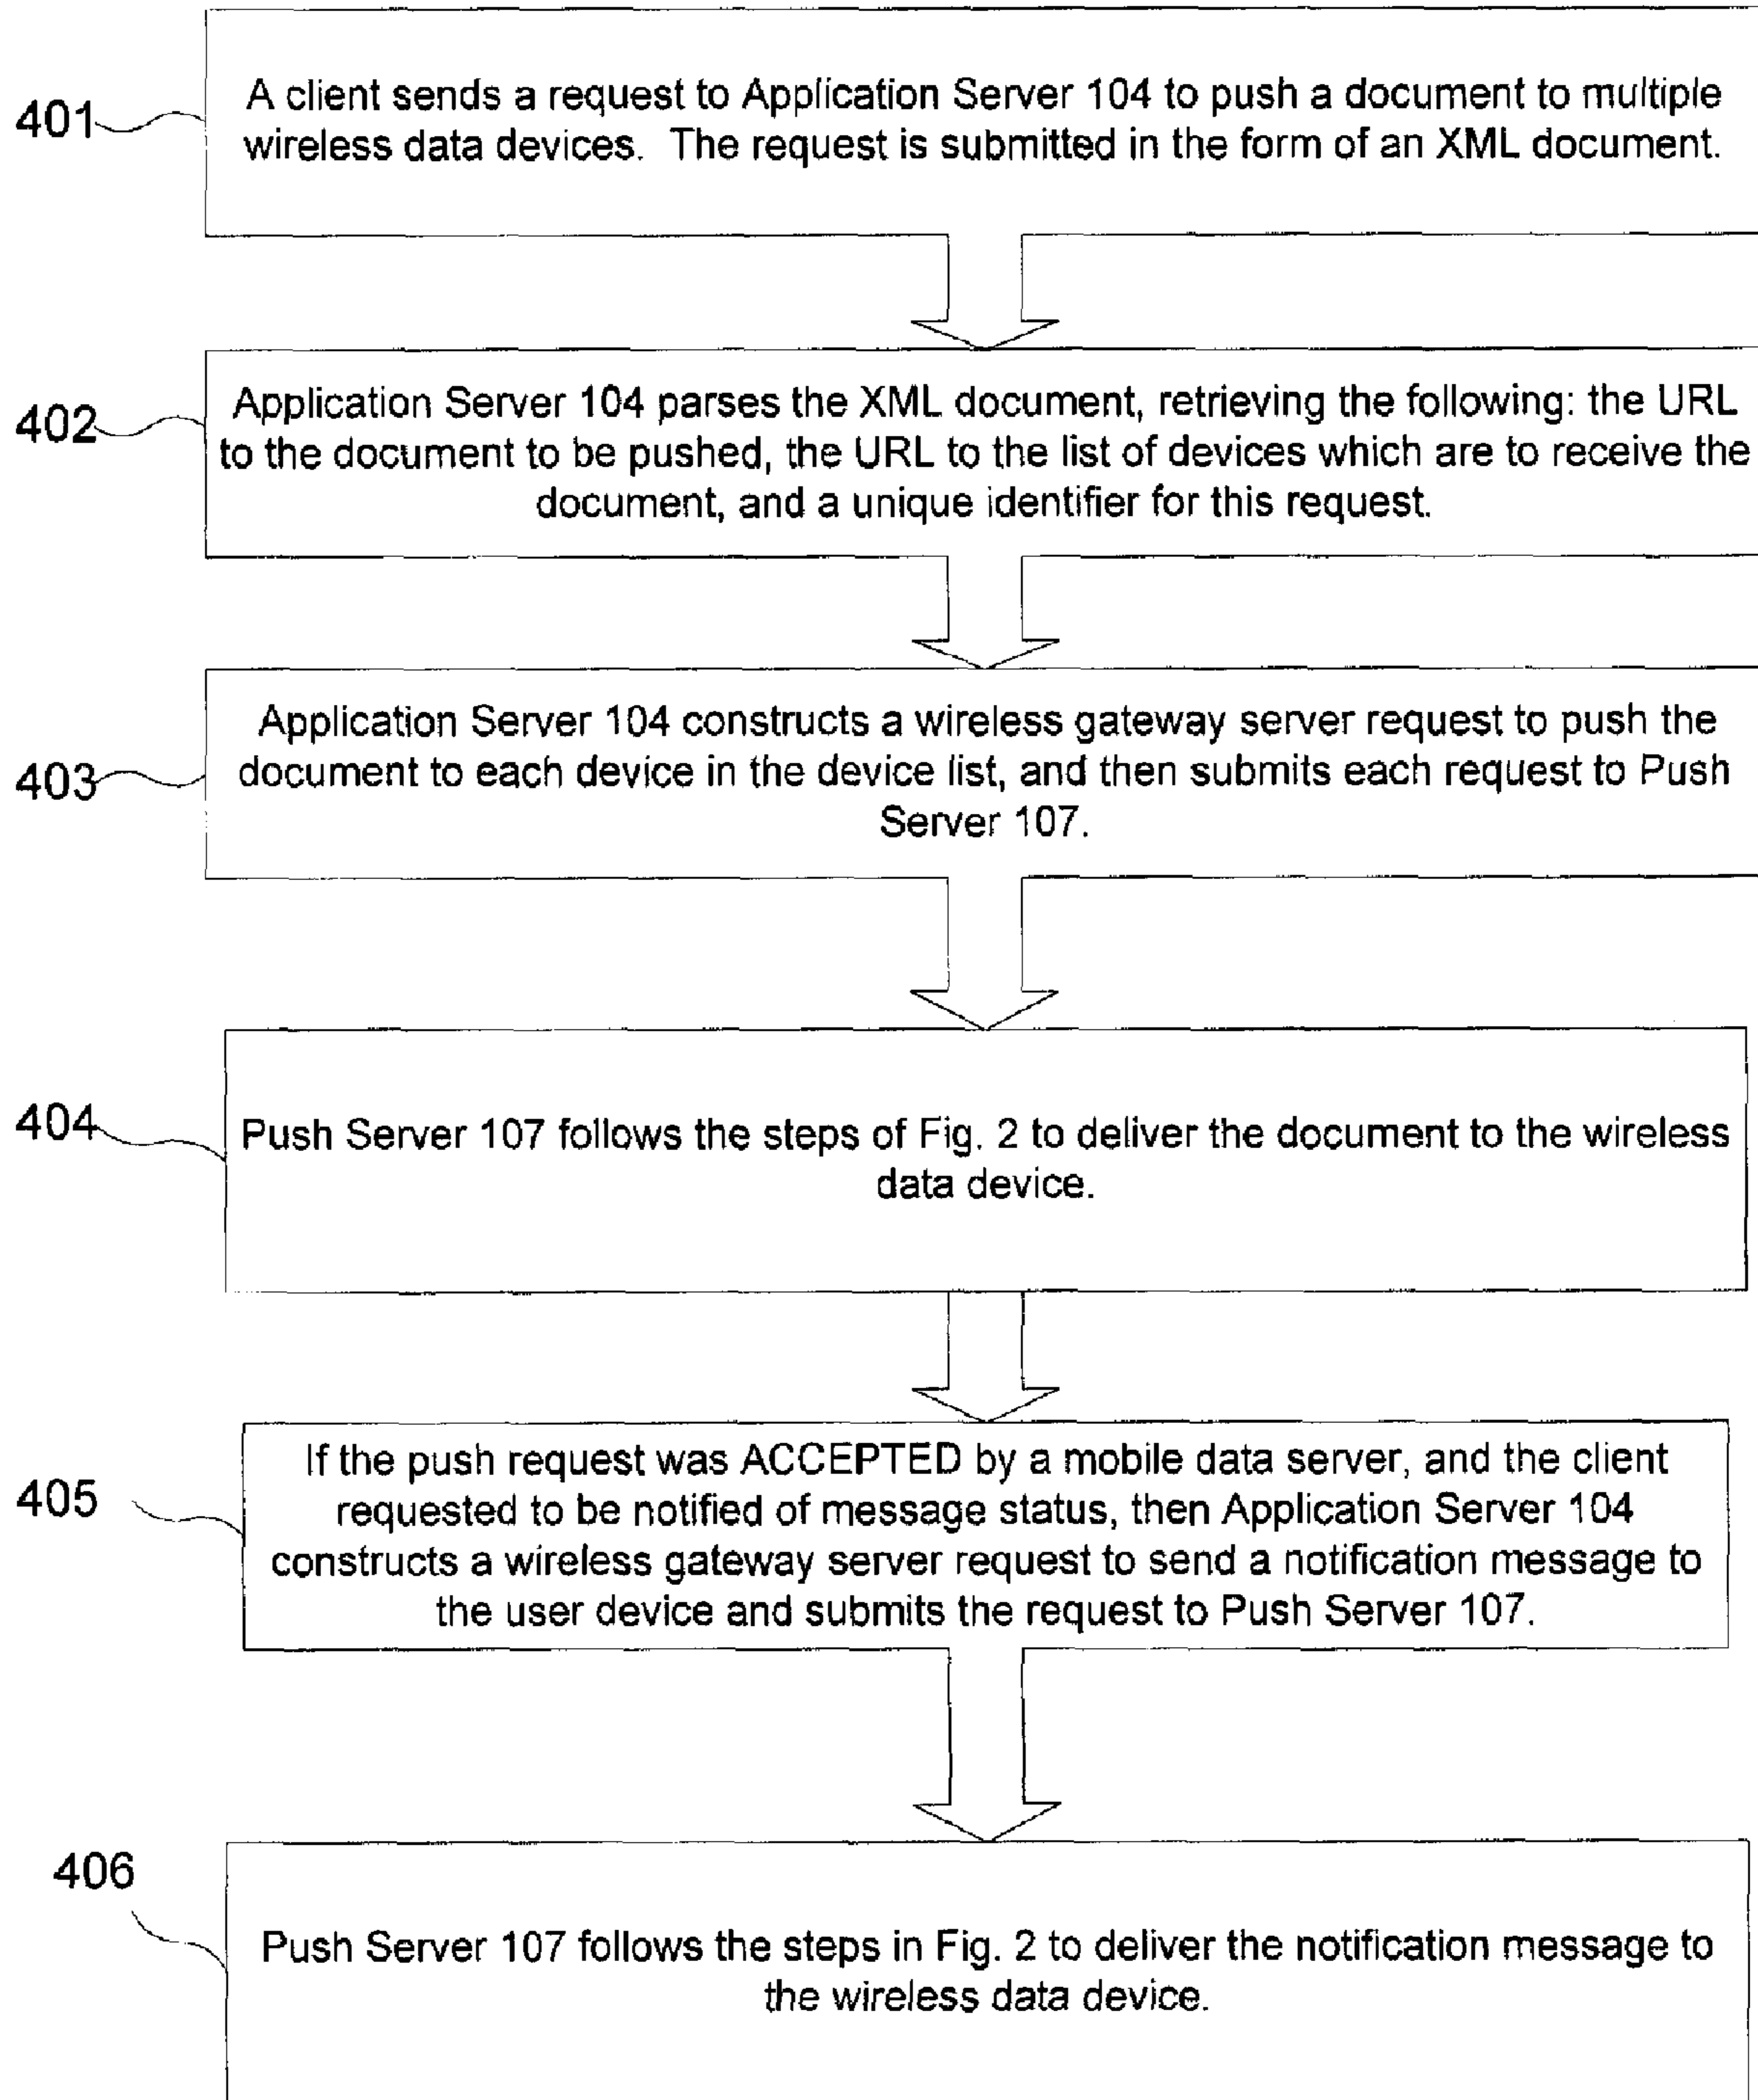 401
A client sends a request to Application Server 104 to push a document to multiple
wireless data devices. The request is submitted in the form of an XML document.
402
Application Server 104 parses the XML document, retrieving the following: the URL
to the document to be pushed, the URL to the list of devices which are to receive the
document, and a unique identifier for this request.
403
Application Server 104 constructs a wireless gateway server request to push the
document to each device in the device list, and then submits each request to Push
Server 107.
404
Push Server 107 follows the steps of Fig. 2 to deliver the document to the wireless
data device.
405
If the push request was ACCEPTED by a mobile data server, and the client
requested to be notified of message status, then Application Server 104
constructs a wireless gateway server request to send a notification message to
the user device and submits the request to Push Server 107.
406
Push Server 107 follows the steps in Fig. 2 to deliver the notification message to
the wireless data device.